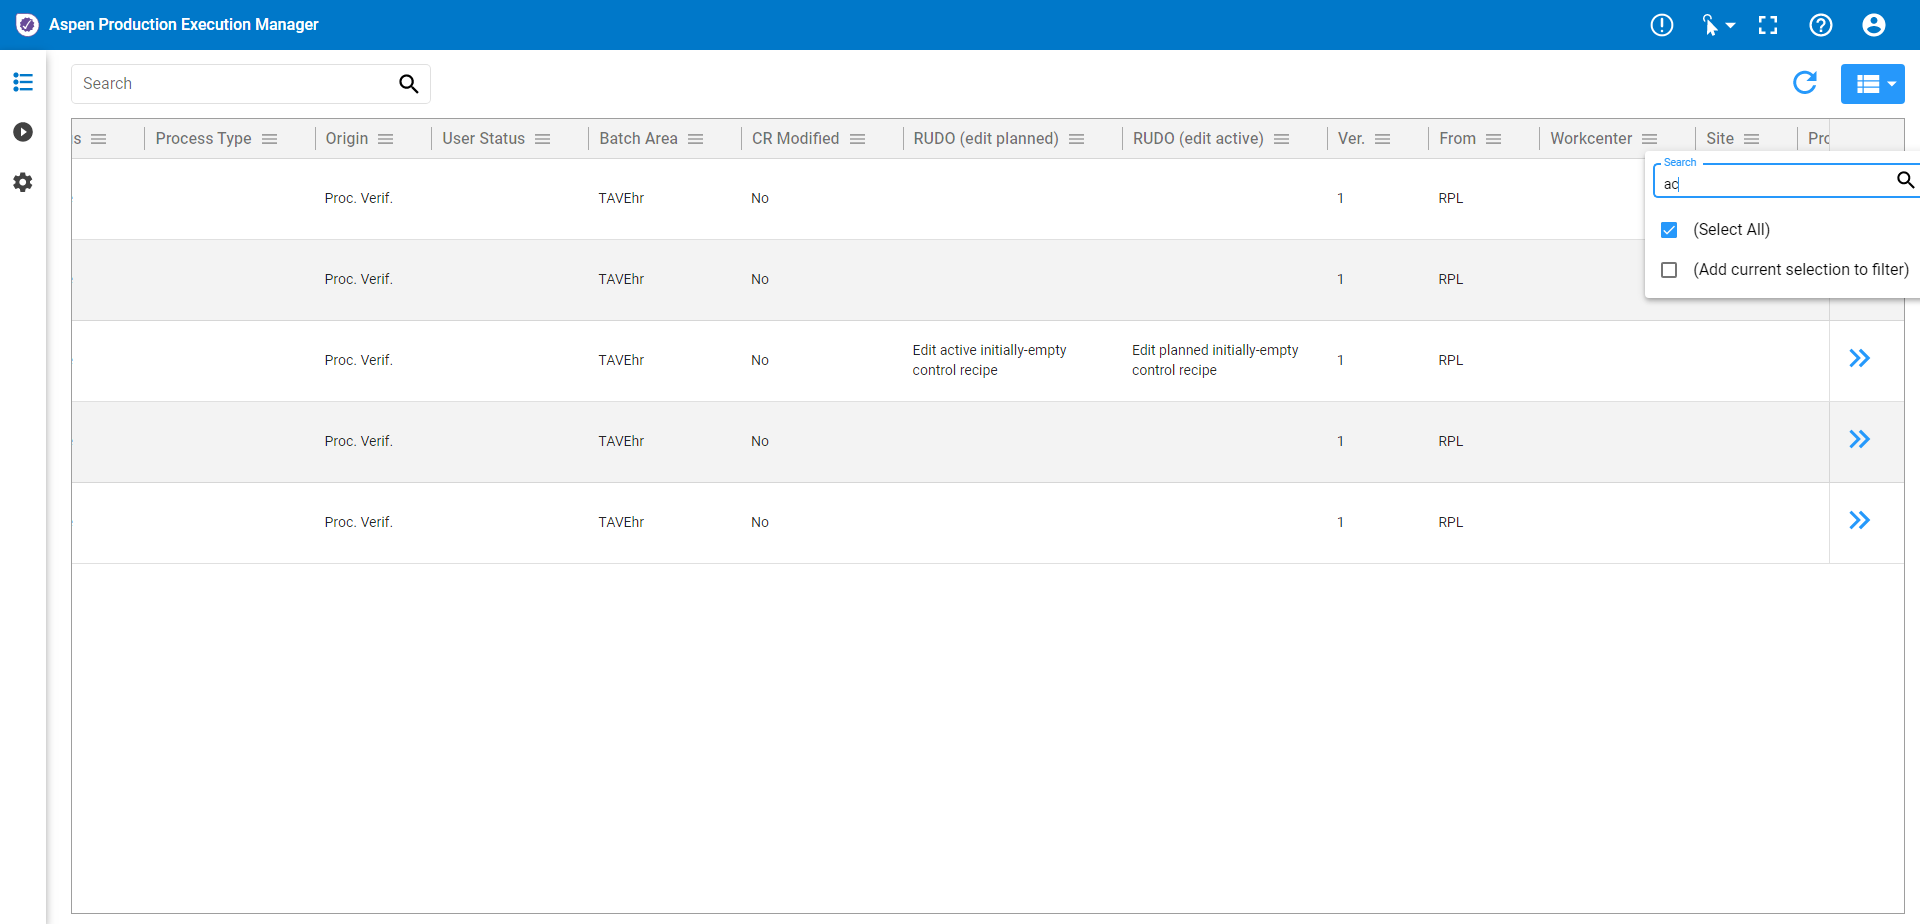 Aspen Production Execution Manager
Search
s Process Type Origin User Status Batch Area CR Modified RUDO (edit planned) RUDO (edit active) Ver. From Workcenter Site Prc
Search
ac
(Select All)
(Add current selection to filter)
Proc. Verif. TAVEhr No 1 RPL
Proc. Verif. TAVEhr No 1 RPL
Proc. Verif. TAVEhr No Edit active initially-empty control recipe Edit planned initially-empty control recipe 1 RPL
Proc. Verif. TAVEhr No 1 RPL
Proc. Verif. TAVEhr No 1 RPL